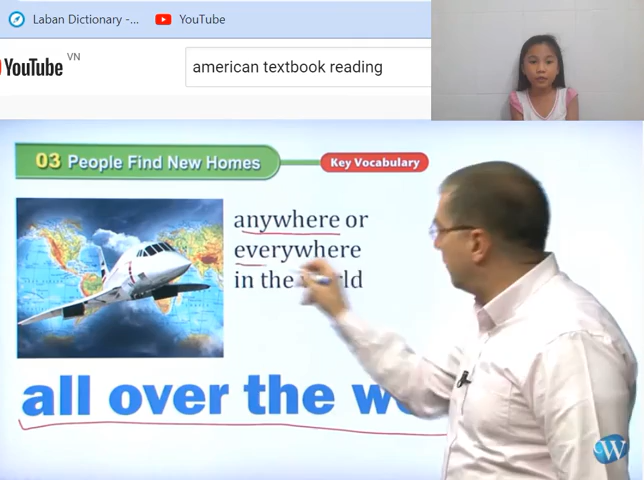 Laban Dictionary -...
YouTube
YouTube VN
american textbook reading
03 People Find New Homes
Key Vocabulary
anywhere or
everywhere
in the world
all over the
W